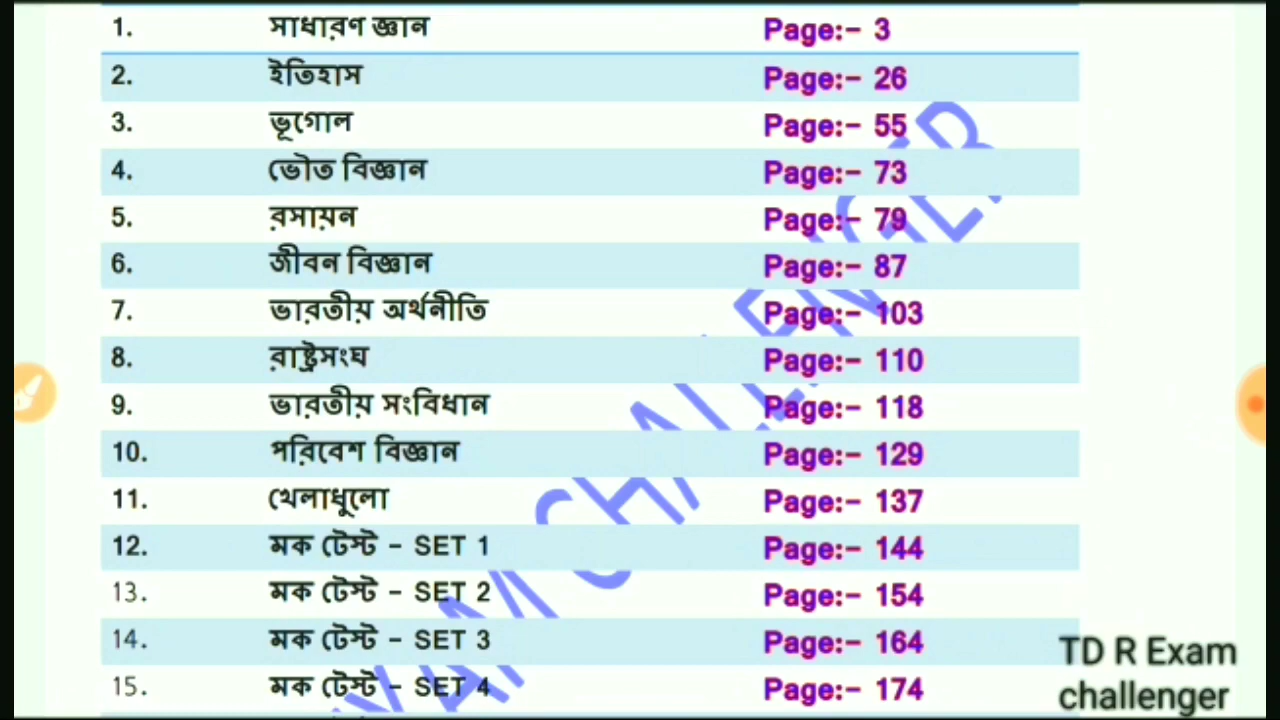 1. সাধারণ জ্ঞান Page:- 3
2. ইতিহাস Page:- 26
3. ভূগোল Page:- 55
4. ভৌত বিজ্ঞান Page:- 73
5. রসায়ন Page:- 79
6. জীবন বিজ্ঞান Page:- 87
7. ভারতীয় অর্থনীতি Page:- 103
8. রাষ্ট্রসংঘ Page:- 110
9. ভারতীয় সংবিধান Page:- 118
10. পরিবেশ বিজ্ঞান Page:- 129
11. খেলাধুলো Page:- 137
12. মক টেস্ট - SET 1 Page:- 144
13. মক টেস্ট - SET 2 Page:- 154
14. মক টেস্ট - SET 3 Page:- 164
15. মক টেস্ট - SET 4 Page:- 174
CHALLENGER
TD R Exam
challenger